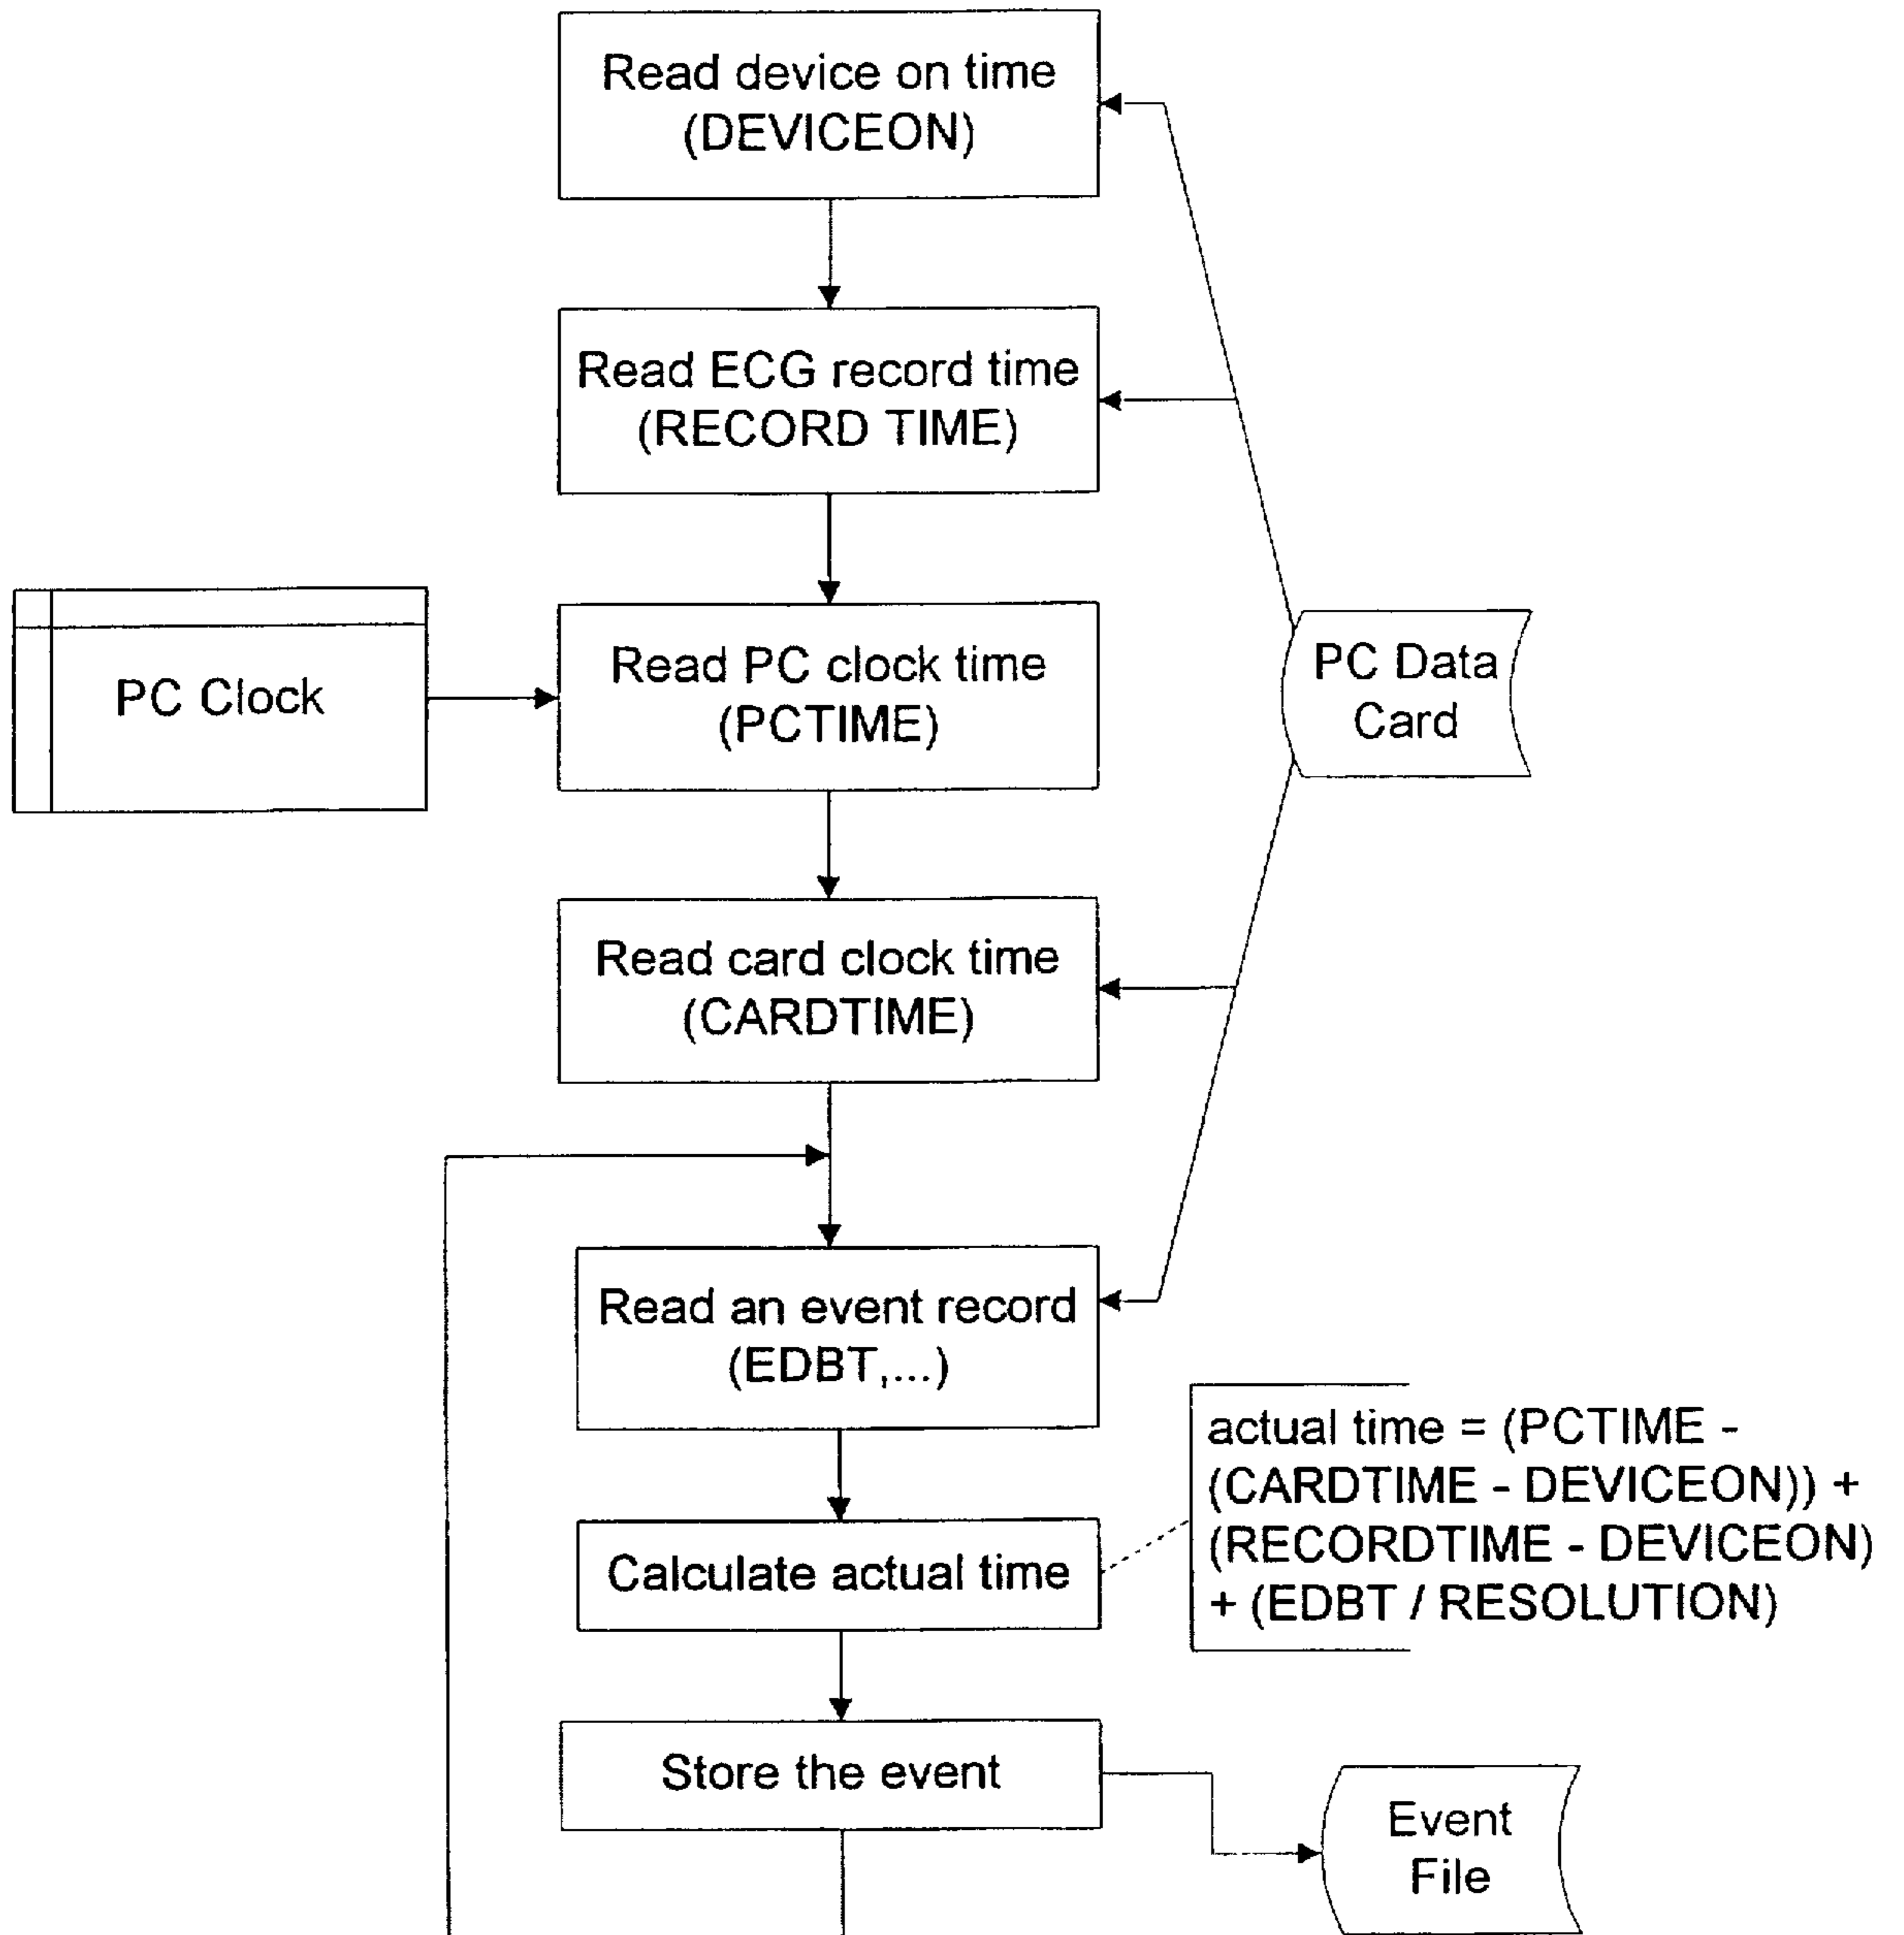 Read device on time
(DEVICEON)
Read ECG record time
(RECORD TIME)
PC Clock
Read PC clock time
(PCTIME)
PC Data
Card
Read card clock time
(CARDTIME)
Read an event record
(EDBT,...)
actual time = (PCTIME -
(CARDTIME - DEVICEON)) +
(RECORDTIME - DEVICEON)
+ (EDBT / RESOLUTION)
Calculate actual time
Store the event
Event
File